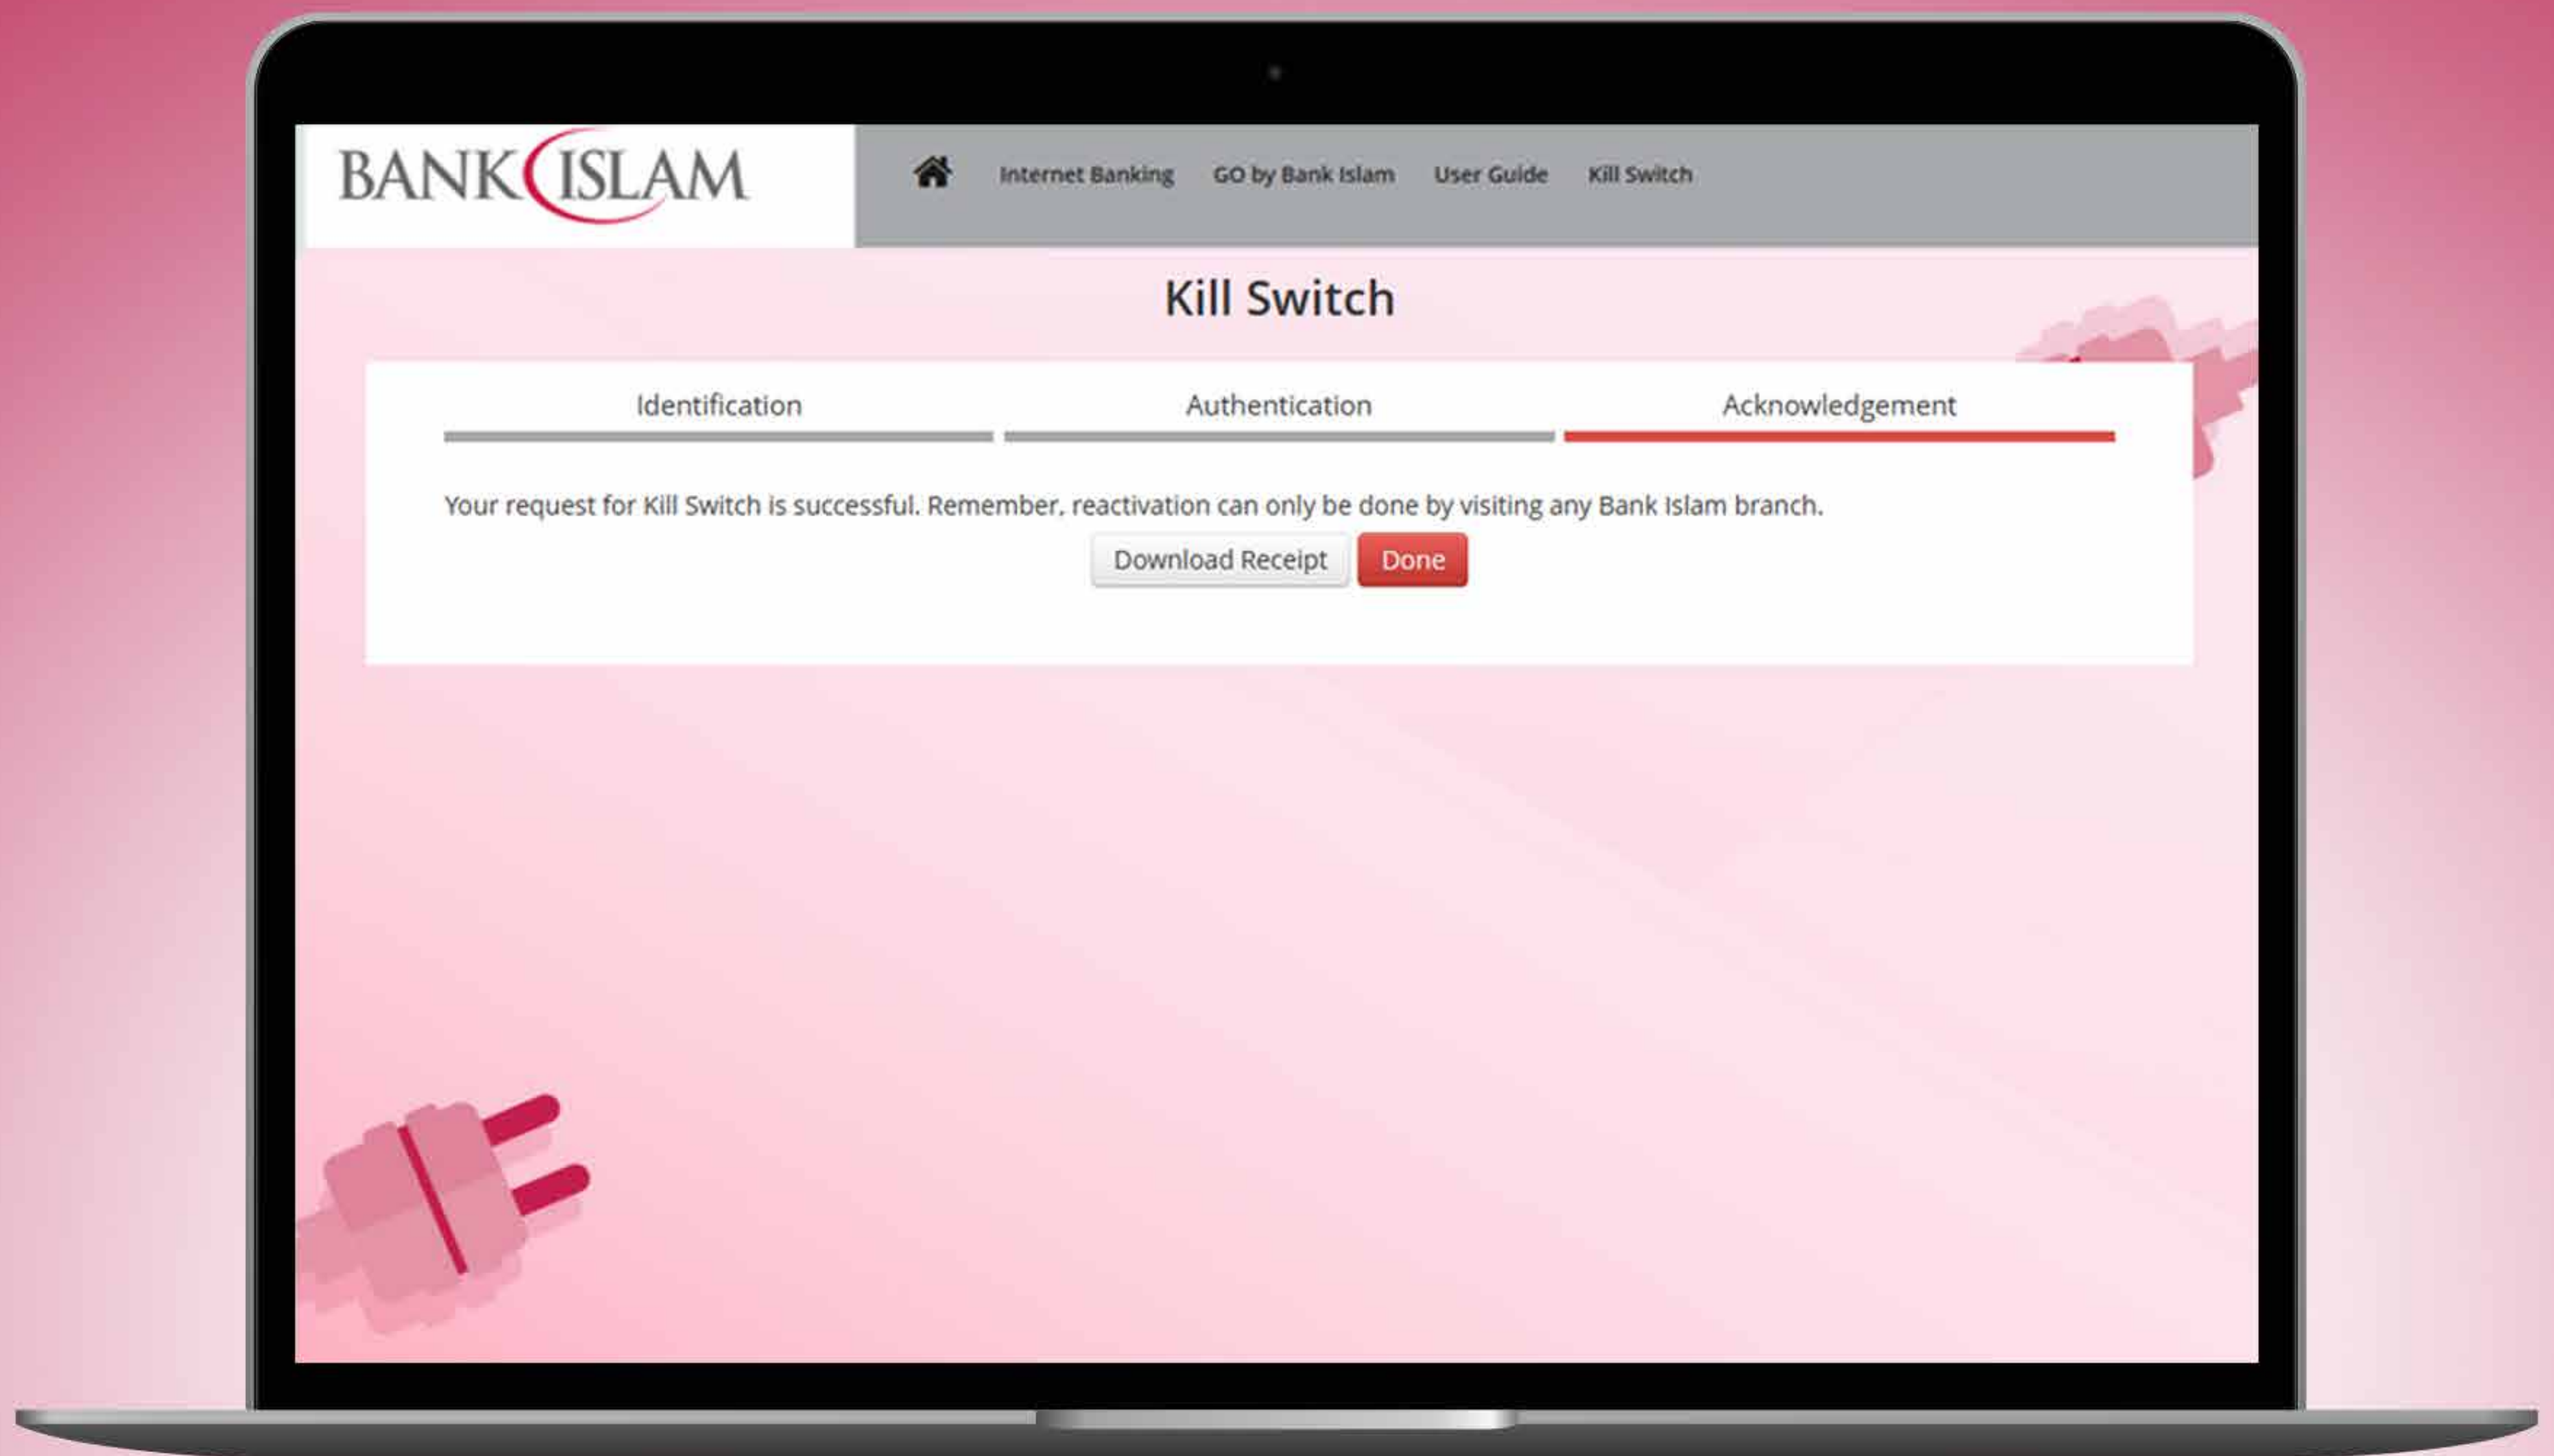 BANK ISLAM
Internet Banking GO by Bank Islam User Guide Kill Switch
Kill Switch
Identification Authentication Acknowledgement
Your request for Kill Switch is successful. Remember, reactivation can only be done by visiting any Bank Islam branch.
Download Receipt Done